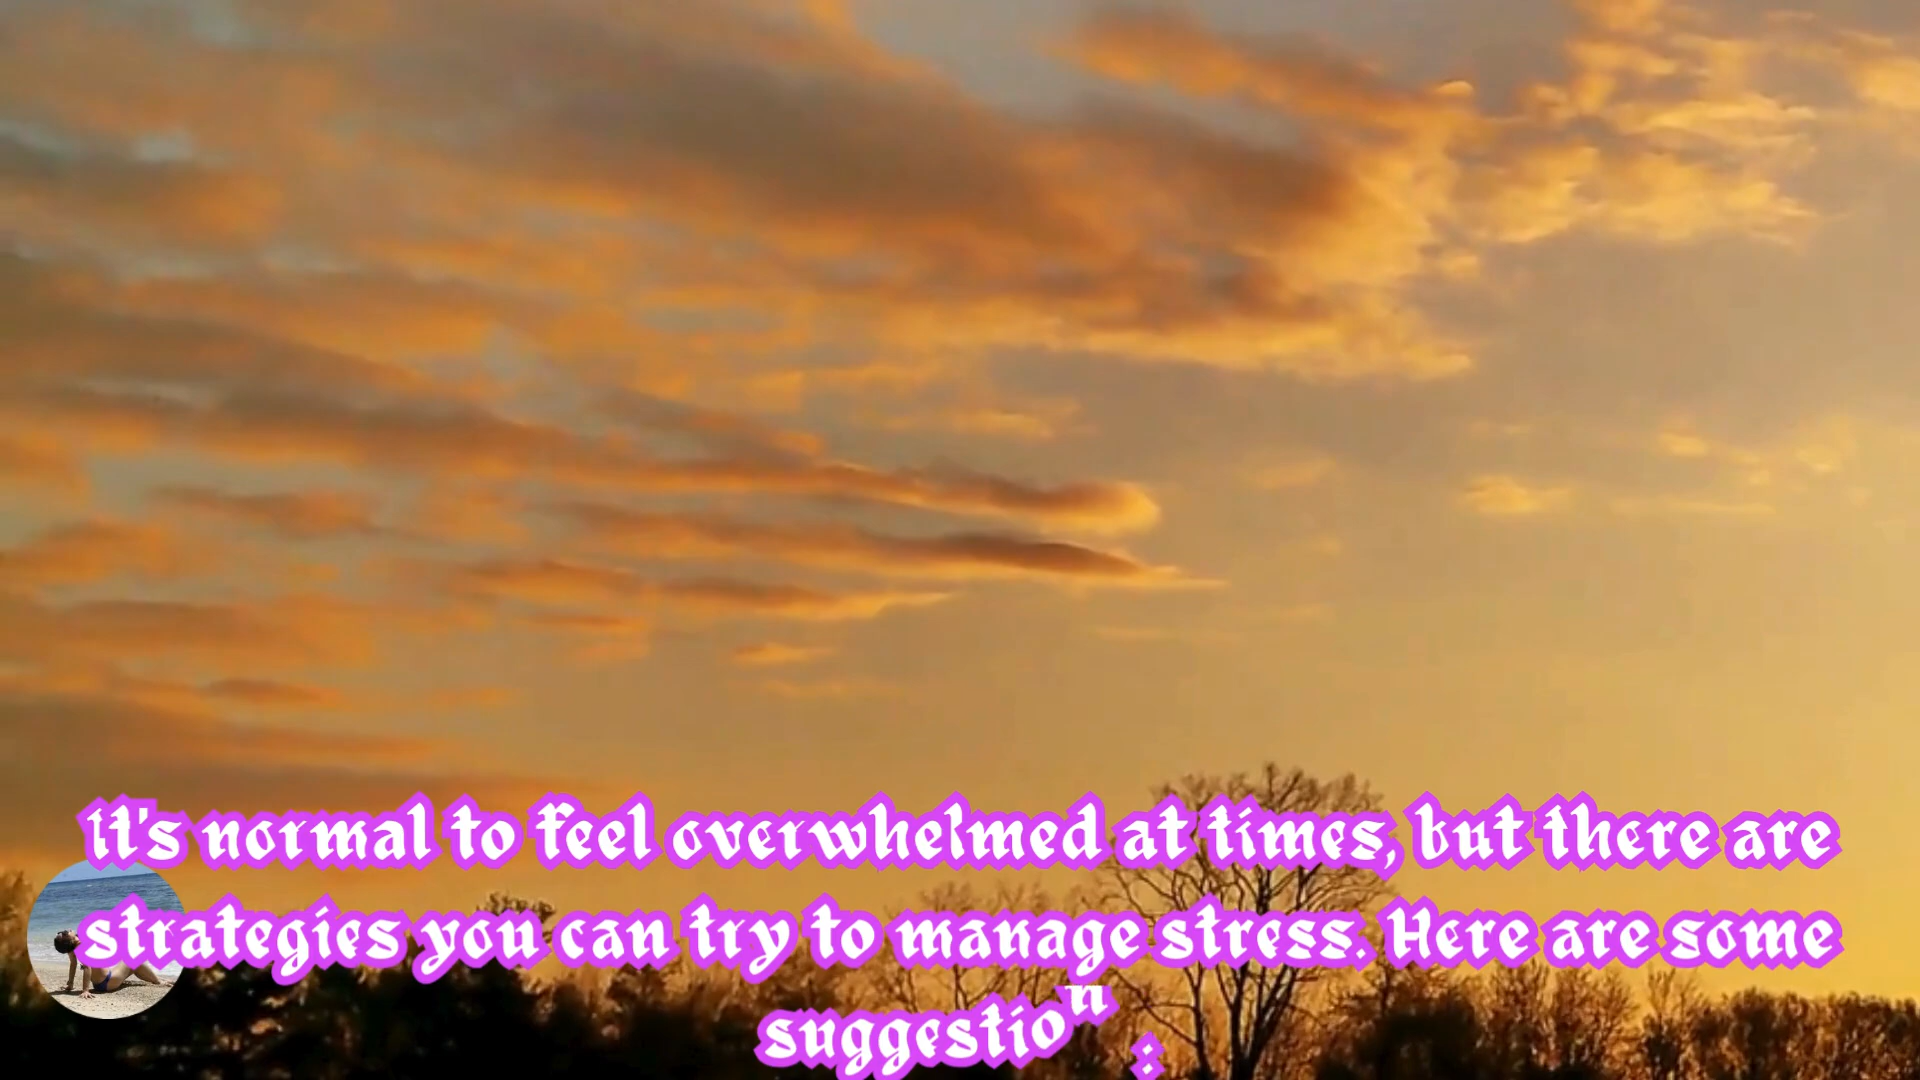 It's normal to feel overwhelmed at times, but there are
strategies you can try to manage stress. Here are some
suggestion :